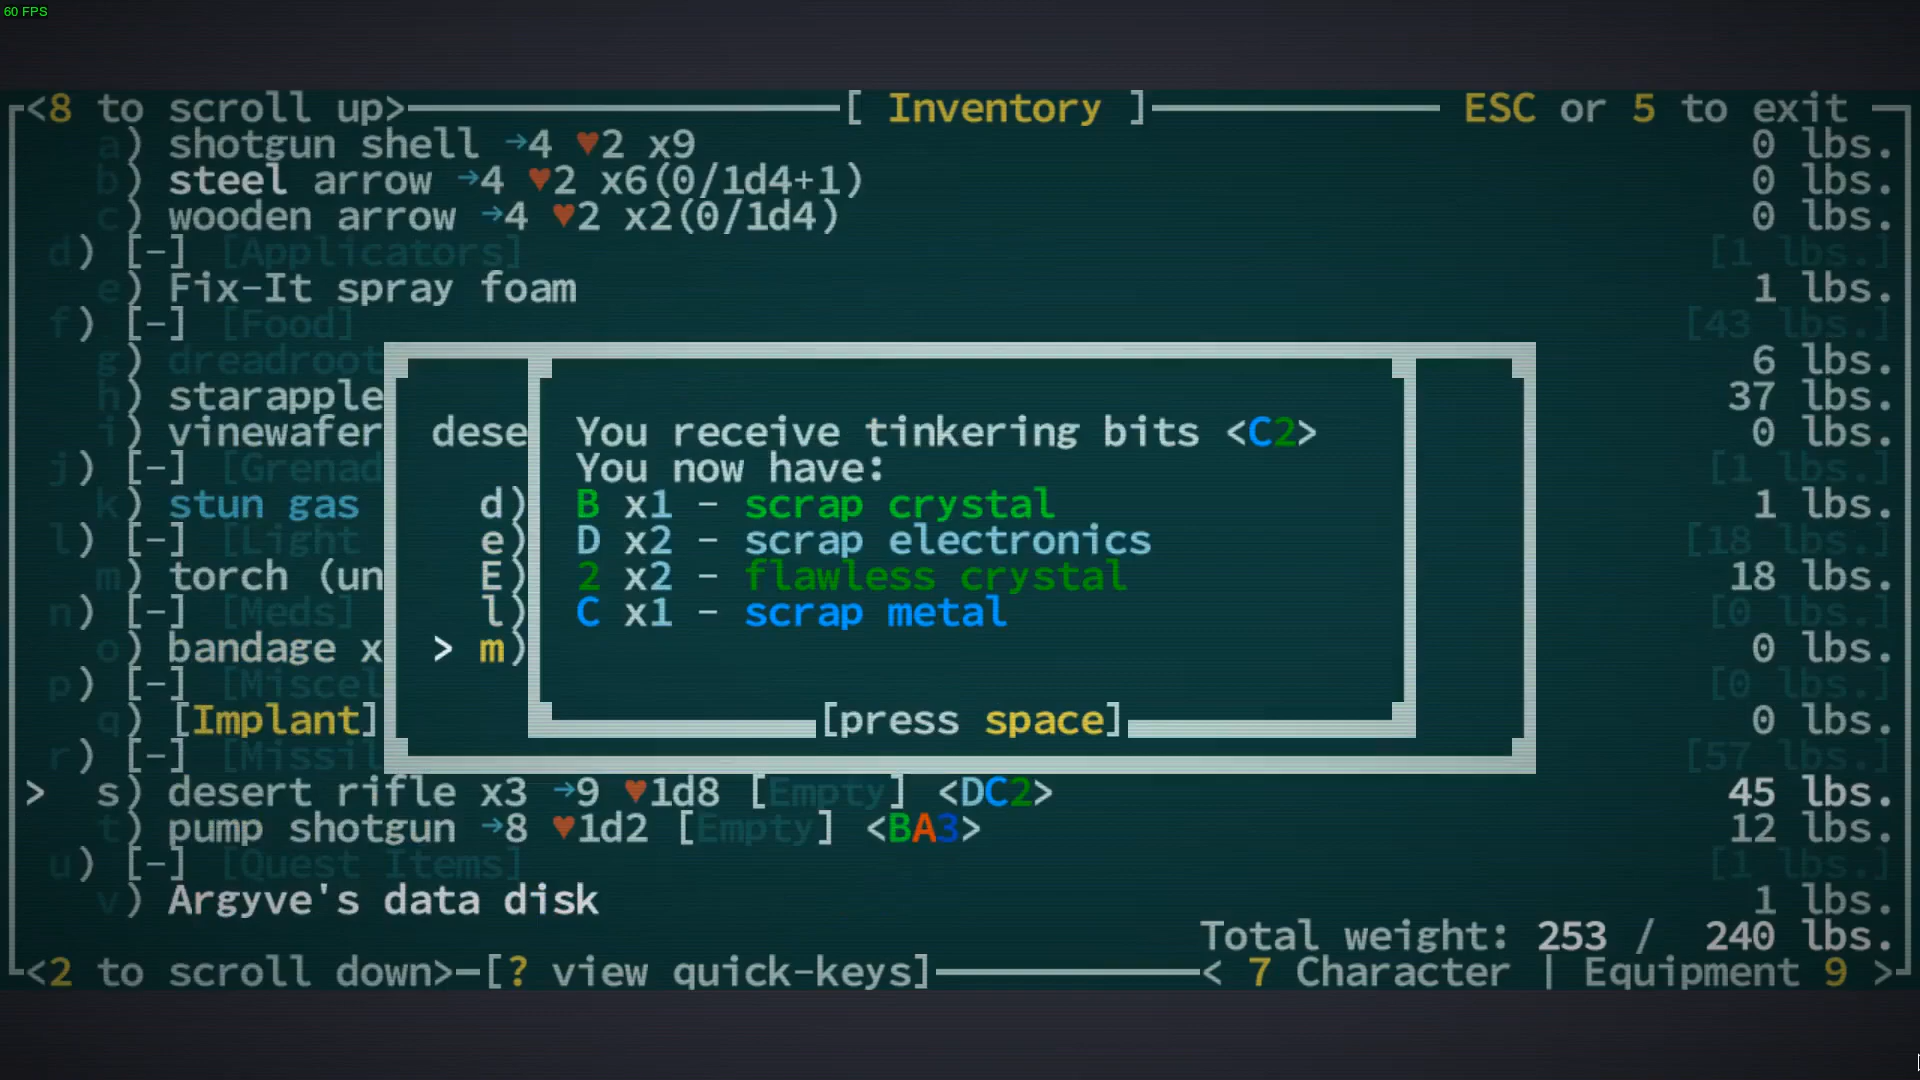 60 FPS
<8 to scroll up> [ Inventory ] ESC or 5 to exit
a) shotgun shell →4 ♥2 x9 0 lbs.
b) steel arrow →4 ♥2 x6(0/1d4+1) 0 lbs.
c) wooden arrow →4 ♥2 x2(0/1d4) 0 lbs.
d) [-] [Applicators] [1 lbs.]
e) Fix-It spray foam 1 lbs.
f) [-] [Food] [43 lbs.]
g) dreadroot 6 lbs.
h) starapple 37 lbs.
i) vinewafer dese You receive tinkering bits <C2> 0 lbs.
j) [-] [Grenad You now have: [1 lbs.]
k) stun gas d) B x1 - scrap crystal 1 lbs.
l) [-] [Light e) D x2 - scrap electronics [18 lbs.]
m) torch (un E) 2 x2 - flawless crystal 18 lbs.
n) [-] [Meds] l) C x1 - scrap metal [0 lbs.]
o) bandage x > m) 0 lbs.
p) [-] [Miscel [0 lbs.]
q) [Implant] [press space] 0 lbs.
r) [-] [Missil [57 lbs.]
> s) desert rifle x3 →9 ♥1d8 [Empty] <DC2> 45 lbs.
t) pump shotgun →8 ♥1d2 [Empty] <BA3> 12 lbs.
u) [-] [Quest Items] [1 lbs.]
v) Argyve's data disk 1 lbs.
Total weight: 253 / 240 lbs.
<2 to scroll down> [? view quick-keys] < 7 Character | Equipment 9 >